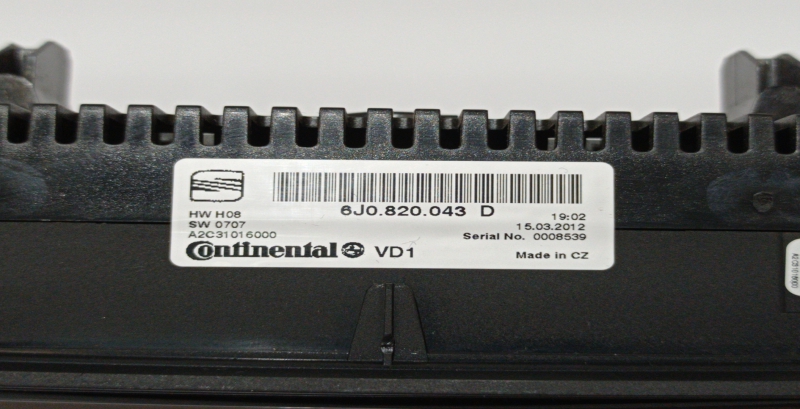 6J0.820.043 D
HW H08
19:02
SW 0707
15.03.2012
A2C31016000
Serial No. 0008539
Continental VD1
Made in CZ